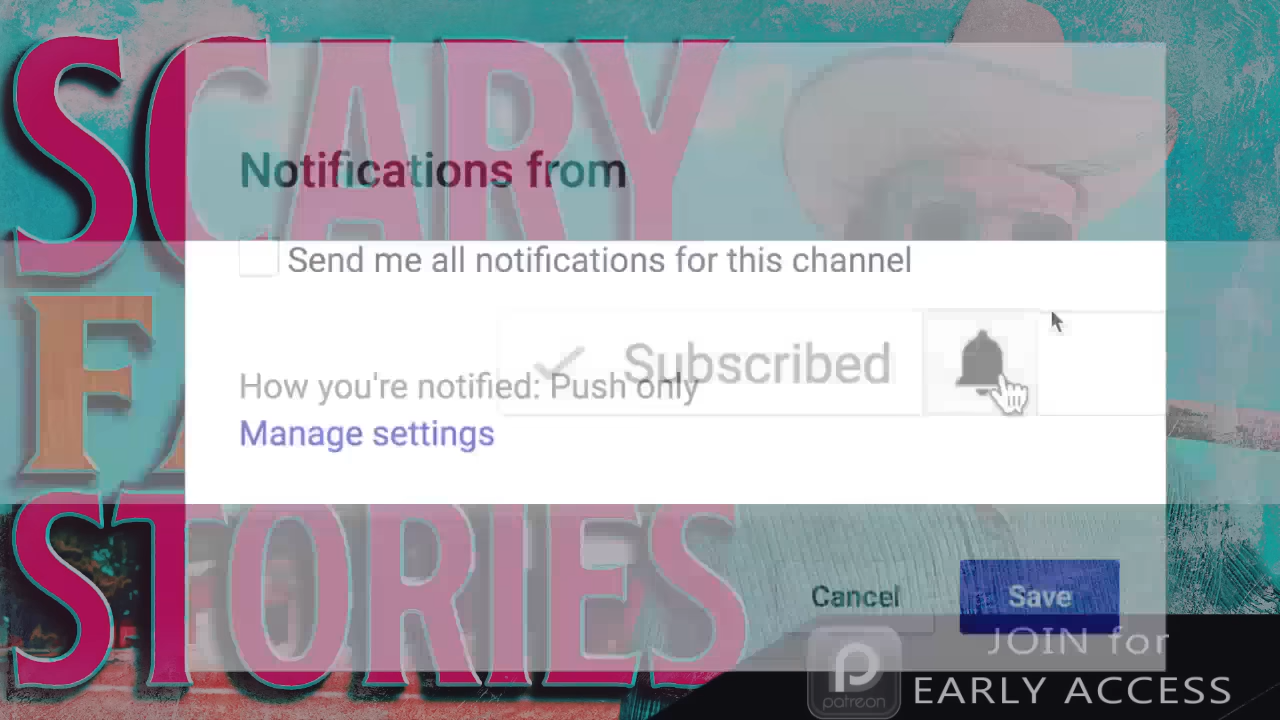 SCARY
Notifications from
Send me all notifications for this channel
Subscribed
How you're notified: Push only
Manage settings
STORIES
Cancel
Save
JOIN for
patreon
EARLY ACCESS